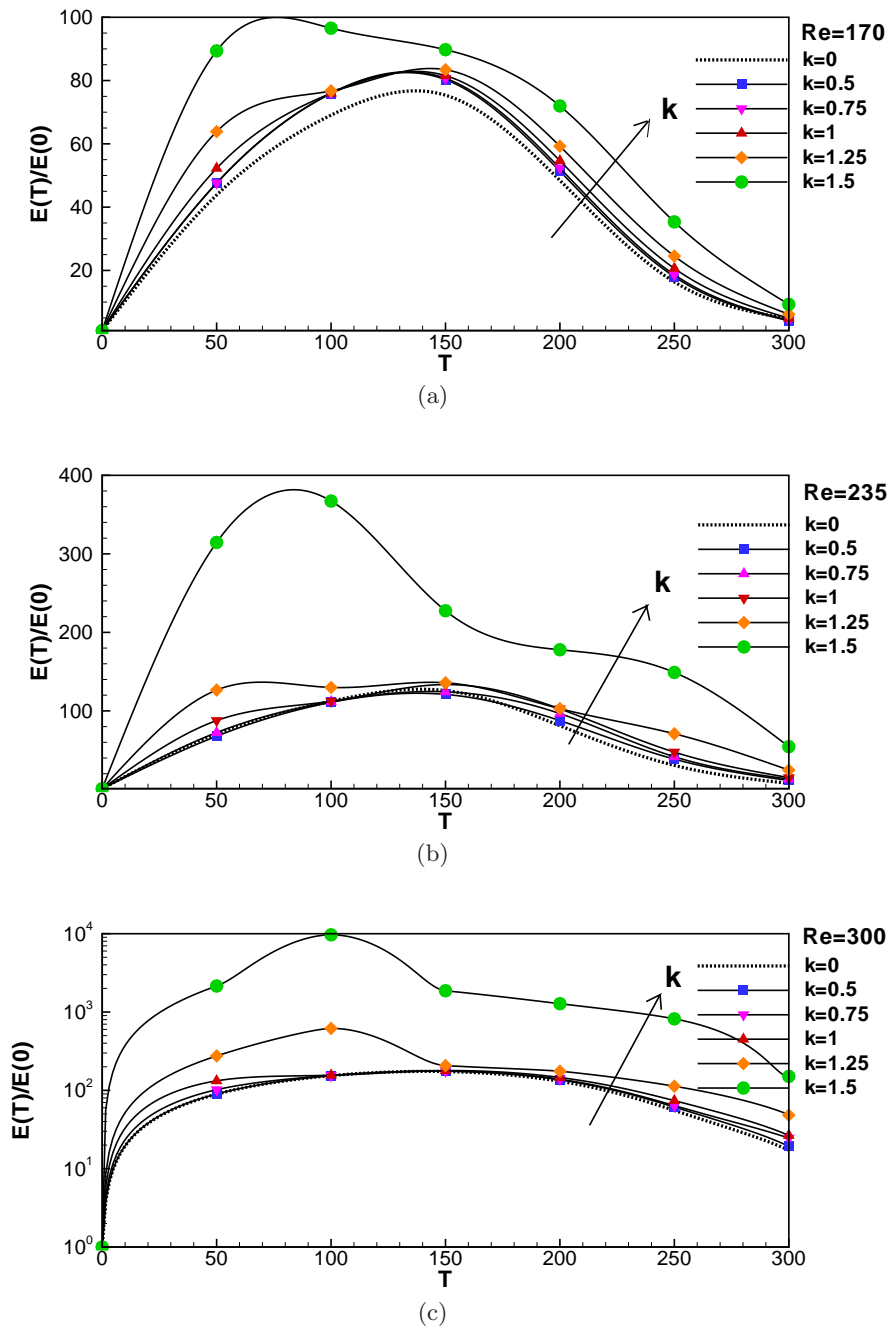 Re=170
k=0
k=0.5
k=0.75
k=1
k=1.25
k=1.5
k
E(T)/E(0)
100
80
60
40
20
0 50 100 150 200 250 300
T
(a)
Re=235
k=0
k=0.5
k=0.75
k=1
k=1.25
k=1.5
k
E(T)/E(0)
400
300
200
100
0 50 100 150 200 250 300
T
(b)
Re=300
k=0
k=0.5
k=0.75
k=1
k=1.25
k=1.5
k
E(T)/E(0)
10⁴
10³
10²
10¹
10⁰
0 50 100 150 200 250 300
T
(c)